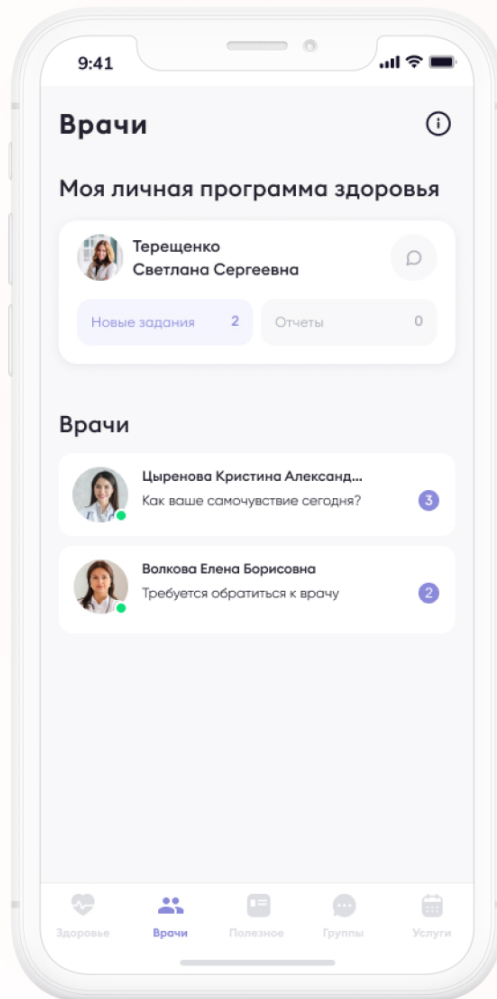 9:41
Врачи
Моя личная программа здоровья
Терещенко
Светлана Сергеевна
Новые задания 2 Отчеты 0
Врачи
Цыренова Кристина Александ...
Как ваше самочувствие сегодня? 3
Волкова Елена Борисовна
Требуется обратиться к врачу 2
Здоровье Врачи Полезное Группы Услуги